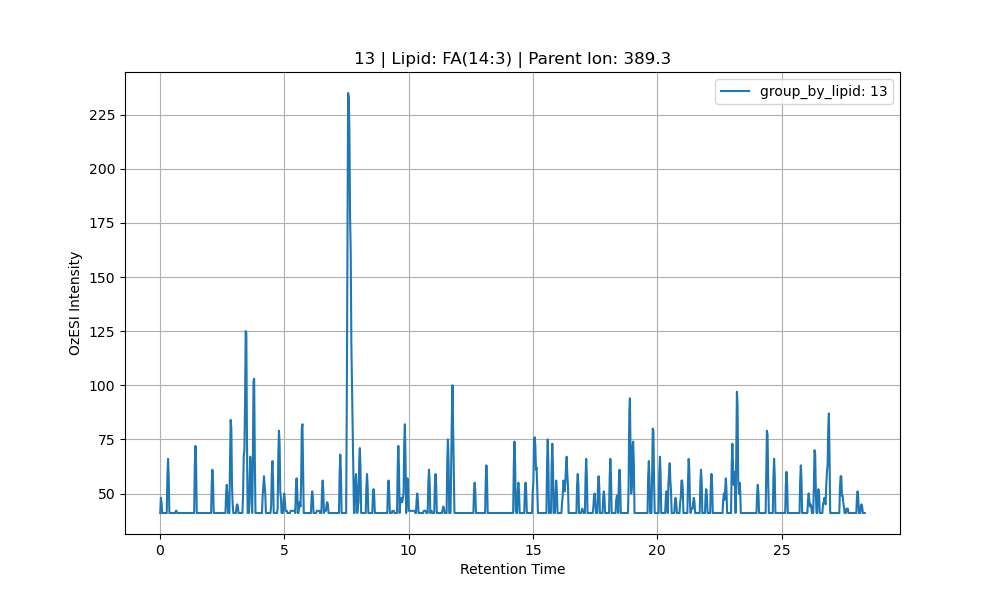 13 | Lipid: FA(14:3) | Parent Ion: 389.3
group_by_lipid: 13
OzESI Intensity
225
200
175
150
125
100
75
50
0 5 10 15 20 25
Retention Time